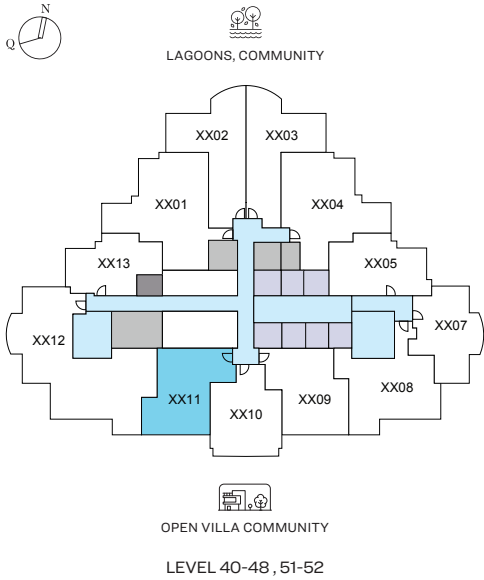 N
Q
LAGOONS, COMMUNITY
XX02
XX03
XX01
XX04
XX13
XX05
XX12
XX07
XX11
XX08
XX10
XX09
OPEN VILLA COMMUNITY
LEVEL 40-48 , 51-52